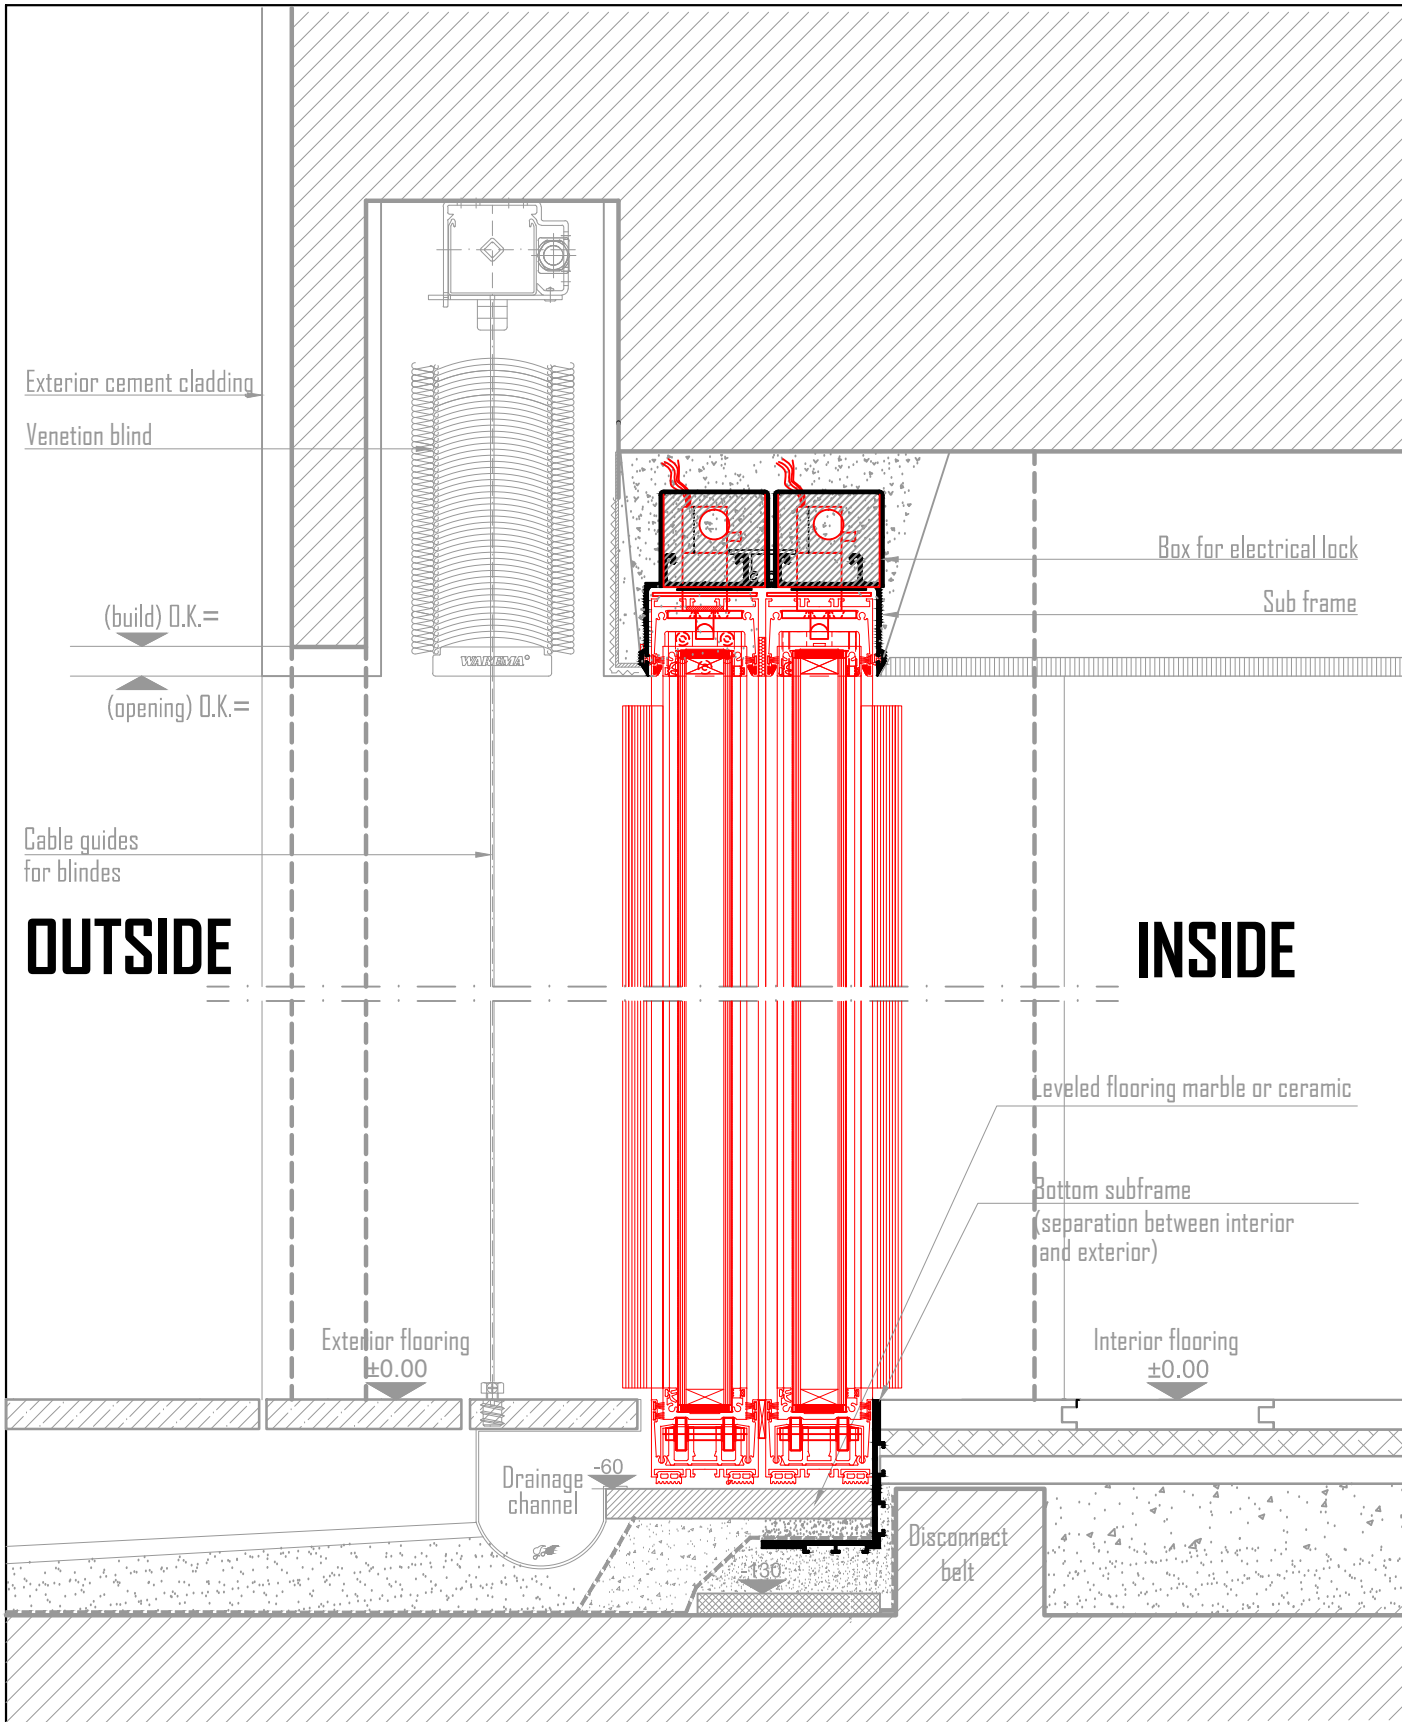 Exterior cement cladding
Venetion blind
WAREMA®
Box for electrical lock
Sub frame
(build) O.K.=
(opening) O.K.=
Cable guides
for blindes
OUTSIDE
INSIDE
Leveled flooring marble or ceramic
Bottom subframe
(separation between interior
and exterior)
Exterior flooring
±0.00
Interior flooring
±0.00
Drainage
channel
-60
Disconnect
belt
-130